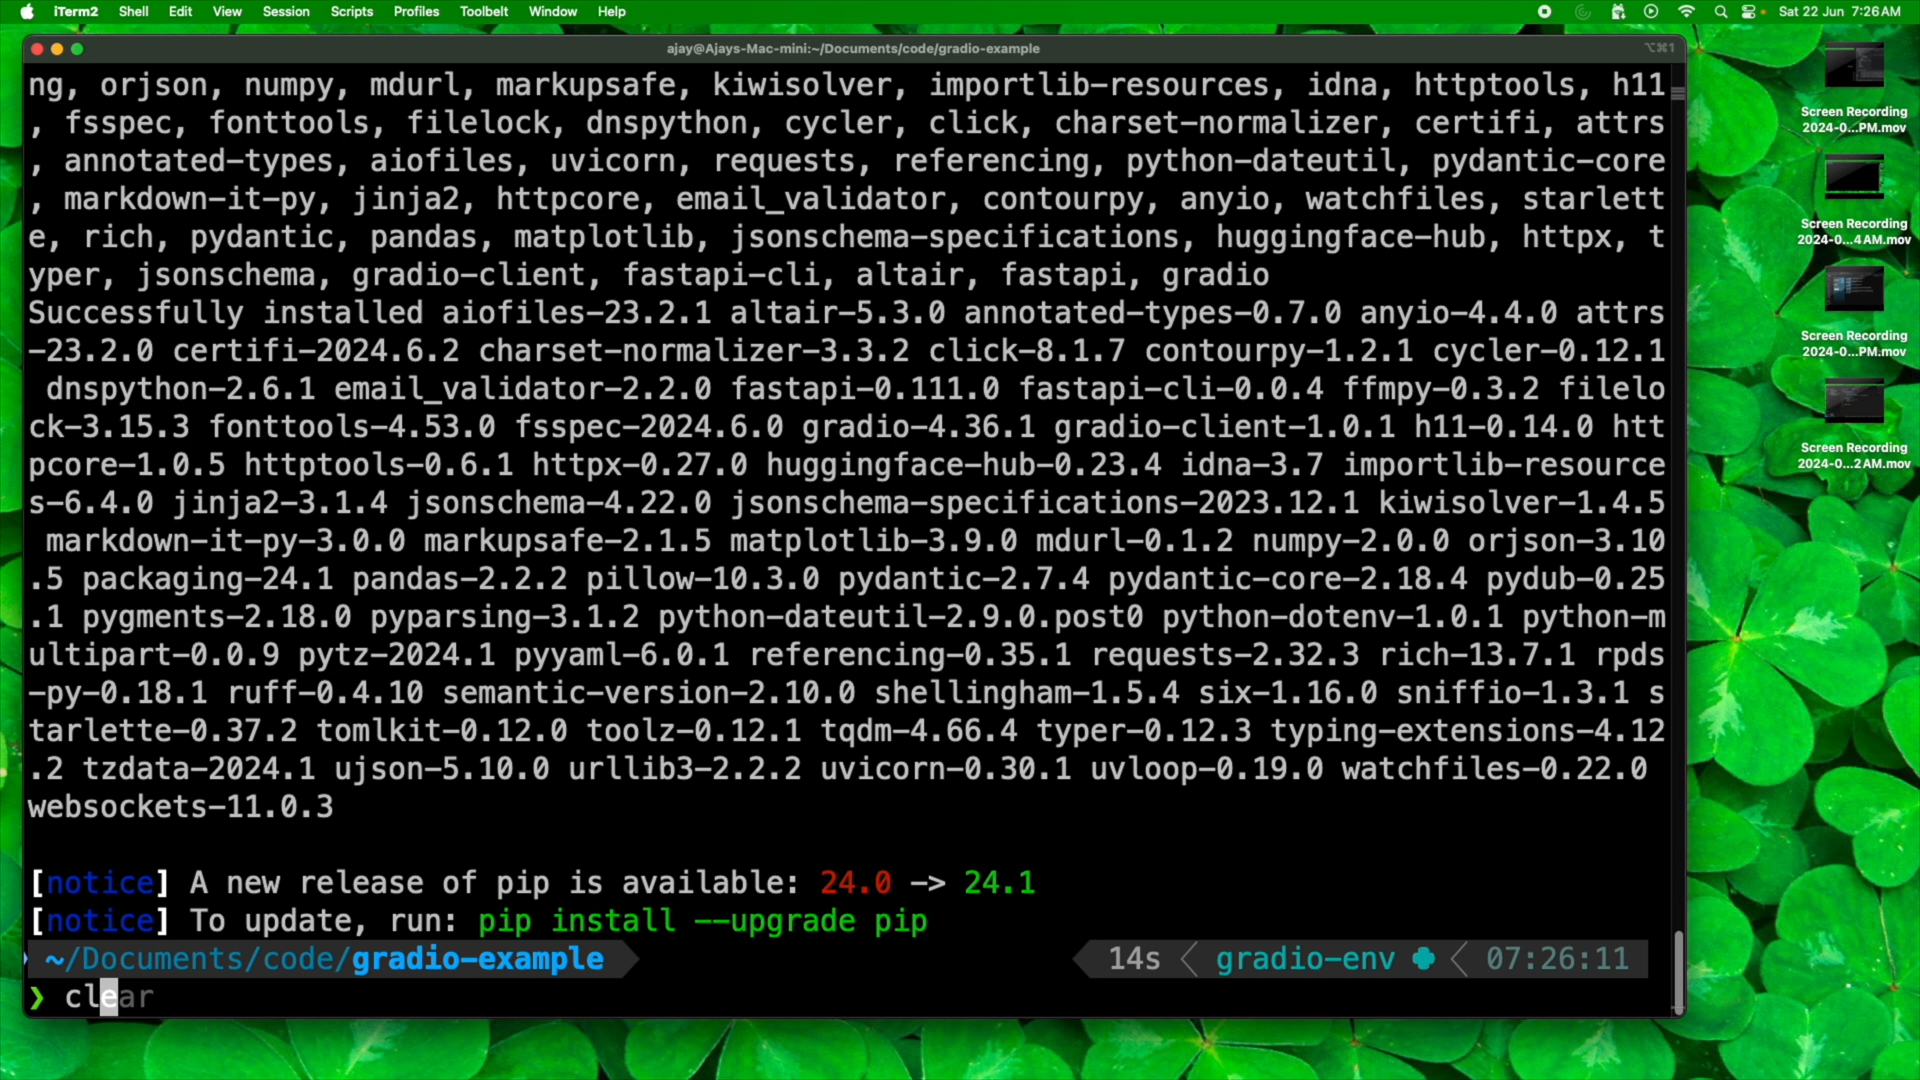 iTerm2 Shell Edit View Session Scripts Profiles Toolbelt Window Help Sat 22 Jun 7:26 AM
ajay@Ajays-Mac-mini:~/Documents/code/gradio-example ⌥⌘1
ng, orjson, numpy, mdurl, markupsafe, kiwisolver, importlib-resources, idna, httptools, h11
, fsspec, fonttools, filelock, dnspython, cycler, click, charset-normalizer, certifi, attrs
, annotated-types, aiofiles, uvicorn, requests, referencing, python-dateutil, pydantic-core
, markdown-it-py, jinja2, httpcore, email_validator, contourpy, anyio, watchfiles, starlett
e, rich, pydantic, pandas, matplotlib, jsonschema-specifications, huggingface-hub, httpx, t
yper, jsonschema, gradio-client, fastapi-cli, altair, fastapi, gradio
Successfully installed aiofiles-23.2.1 altair-5.3.0 annotated-types-0.7.0 anyio-4.4.0 attrs
-23.2.0 certifi-2024.6.2 charset-normalizer-3.3.2 click-8.1.7 contourpy-1.2.1 cycler-0.12.1
dnspython-2.6.1 email_validator-2.2.0 fastapi-0.111.0 fastapi-cli-0.0.4 ffmpy-0.3.2 filelo
ck-3.15.3 fonttools-4.53.0 fsspec-2024.6.0 gradio-4.36.1 gradio-client-1.0.1 h11-0.14.0 htt
pcore-1.0.5 httptools-0.6.1 httpx-0.27.0 huggingface-hub-0.23.4 idna-3.7 importlib-resource
s-6.4.0 jinja2-3.1.4 jsonschema-4.22.0 jsonschema-specifications-2023.12.1 kiwisolver-1.4.5
markdown-it-py-3.0.0 markupsafe-2.1.5 matplotlib-3.9.0 mdurl-0.1.2 numpy-2.0.0 orjson-3.10
.5 packaging-24.1 pandas-2.2.2 pillow-10.3.0 pydantic-2.7.4 pydantic-core-2.18.4 pydub-0.25
.1 pygments-2.18.0 pyparsing-3.1.2 python-dateutil-2.9.0.post0 python-dotenv-1.0.1 python-m
ultipart-0.0.9 pytz-2024.1 pyyaml-6.0.1 referencing-0.35.1 requests-2.32.3 rich-13.7.1 rpds
-py-0.18.1 ruff-0.4.10 semantic-version-2.10.0 shellingham-1.5.4 six-1.16.0 sniffio-1.3.1 s
tarlette-0.37.2 tomlkit-0.12.0 toolz-0.12.1 tqdm-4.66.4 typer-0.12.3 typing-extensions-4.12
.2 tzdata-2024.1 ujson-5.10.0 urllib3-2.2.2 uvicorn-0.30.1 uvloop-0.19.0 watchfiles-0.22.0
websockets-11.0.3
[notice] A new release of pip is available: 24.0 -> 24.1
[notice] To update, run: pip install --upgrade pip
~/Documents/code/gradio-example 14s gradio-env 07:26:11
❯ clear
Screen Recording
2024-0...PM.mov
Screen Recording
2024-0...4AM.mov
Screen Recording
2024-0...PM.mov
Screen Recording
2024-0...2AM.mov